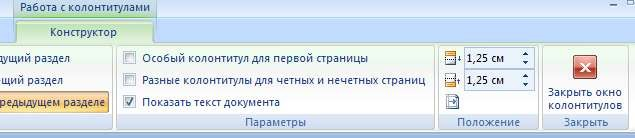 Работа с колонтитулами
Конструктор
дущий раздел
ющий раздел
редыдущем разделе
Особый колонтитул для первой страницы
Разные колонтитулы для четных и нечетных страниц
Показать текст документа
Параметры
1,25 см
1,25 см
Положение
Закрыть окно
колонтитулов
Закрыть